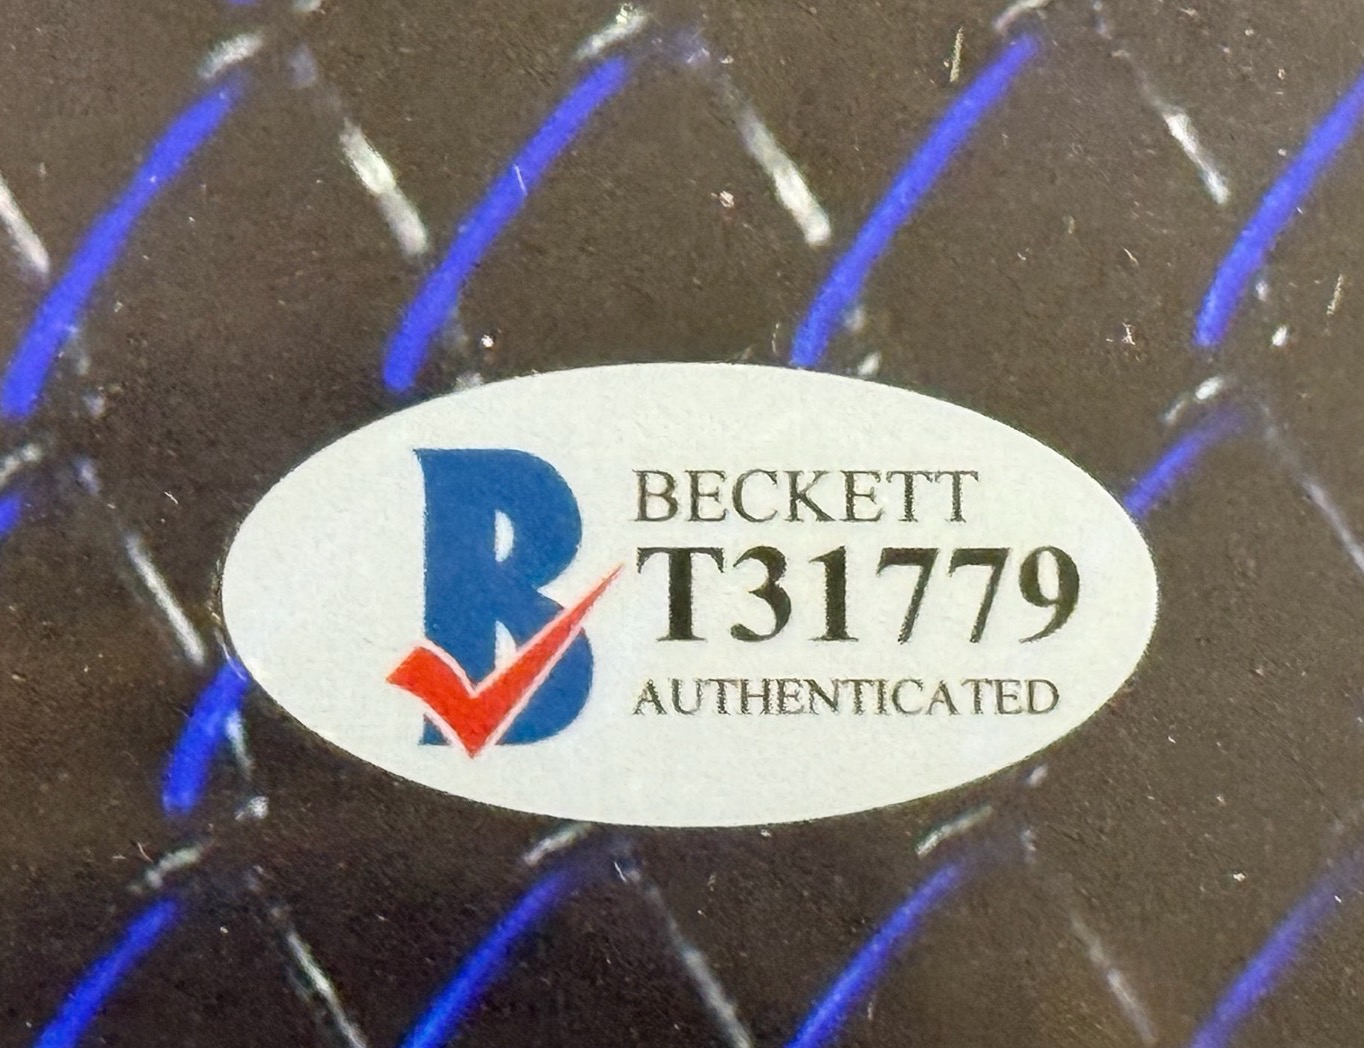 B
BECKETT
T31779
AUTHENTICATED